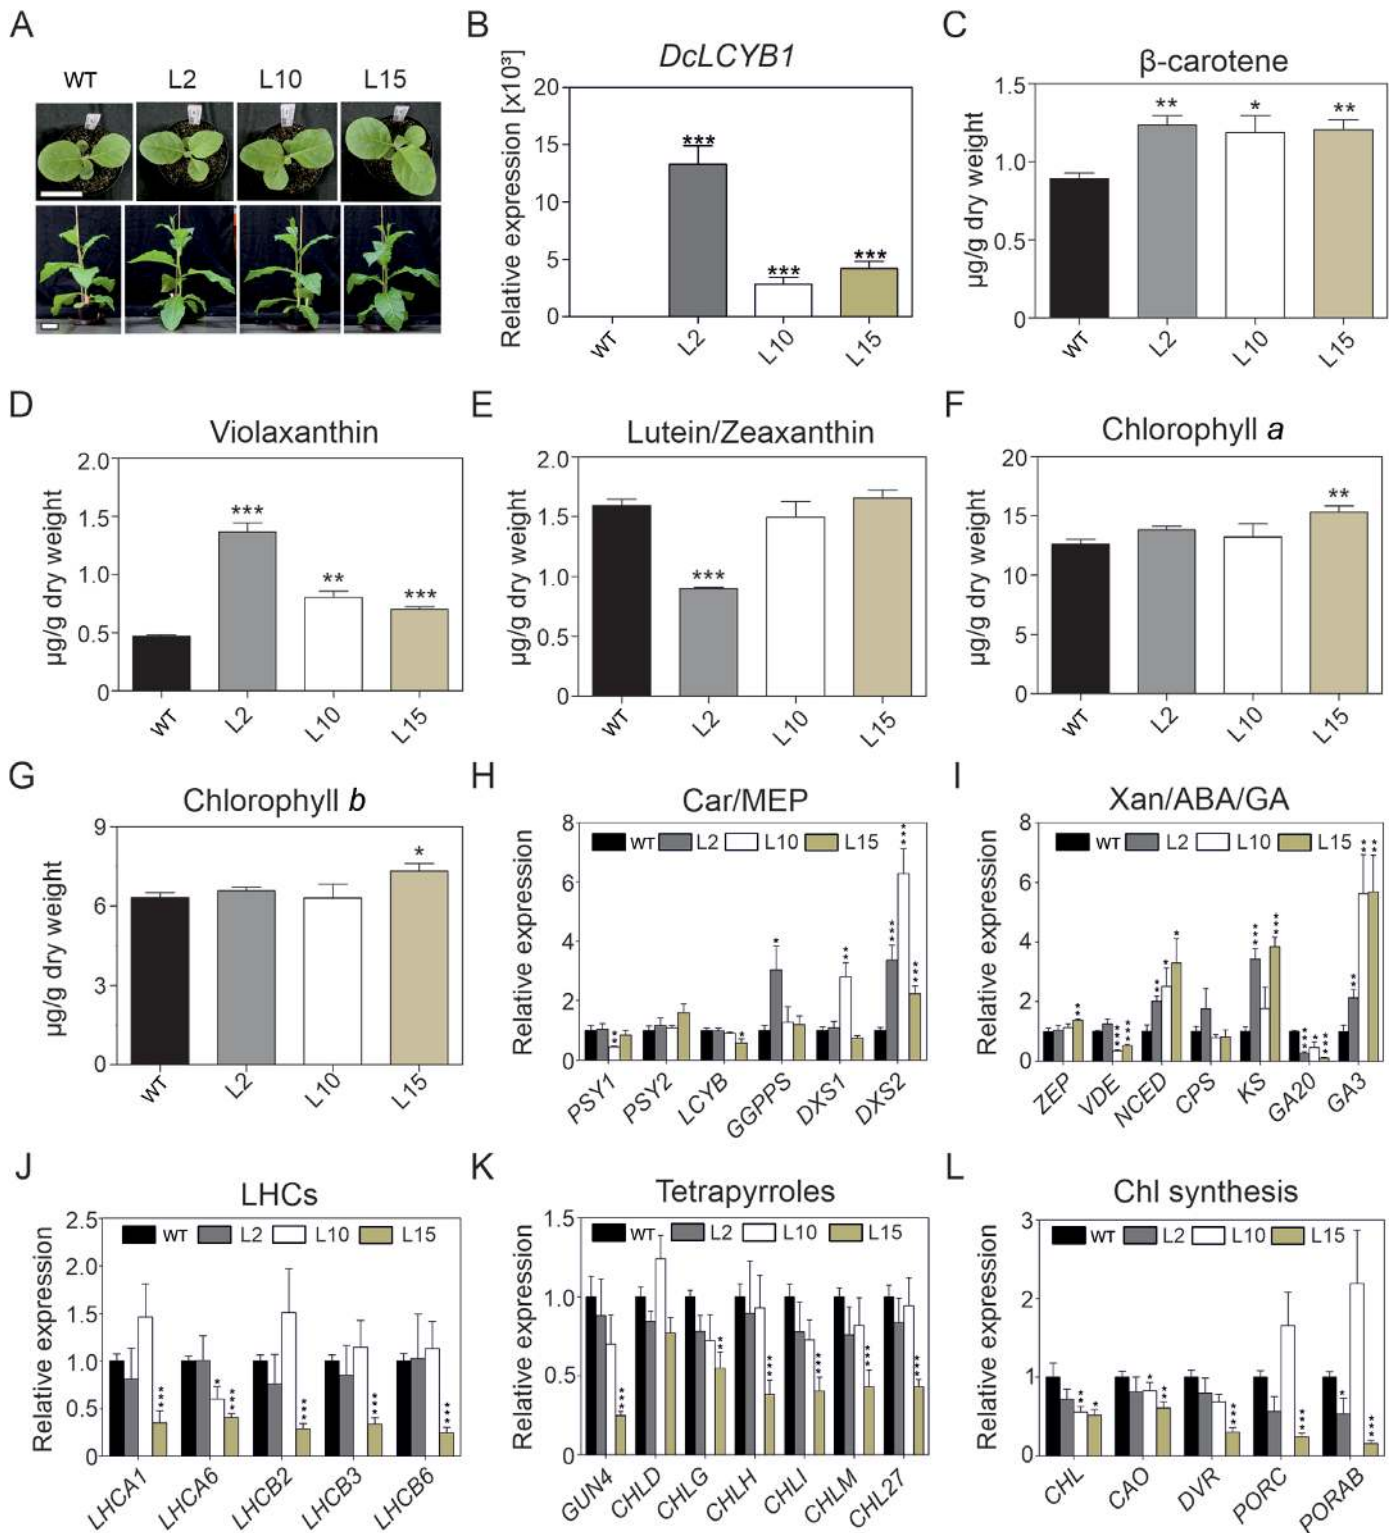 A
WT L2 L10 L15
B
DcLCYB1
Relative expression [x10³]
20
15
10
5
0
WT L2 L10 L15
*** *** ***
C
β-carotene
µg/g dry weight
1.5
1.0
0.5
0
WT L2 L10 L15
** * **
D
Violaxanthin
µg/g dry weight
2.0
1.5
1.0
0.5
0
WT L2 L10 L15
*** ** ***
E
Lutein/Zeaxanthin
µg/g dry weight
2.0
1.5
1.0
0.5
0
WT L2 L10 L15
***
F
Chlorophyll a
µg/g dry weight
20
15
10
5
0
WT L2 L10 L15
**
G
Chlorophyll b
µg/g dry weight
9
6
3
0
WT L2 L10 L15
*
H
Car/MEP
Relative expression
8
6
4
2
0
WT L2 L10 L15
** * * ** *** *** ***
PSY1 PSY2 LCYB GGPPS DXS1 DXS2
I
Xan/ABA/GA
Relative expression
8
6
4
2
0
WT L2 L10 L15
** *** *** ** * * *** *** *** ** *** ** ** **
ZEP VDE NCED CPS KS GA20 GA3
J
LHCs
Relative expression
2.5
2.0
1.5
1.0
0.5
0
WT L2 L10 L15
*** * *** *** *** ***
LHCA1 LHCA6 LHCB2 LHCB3 LHCB6
K
Tetrapyrroles
Relative expression
1.5
1.0
0.5
0
WT L2 L10 L15
*** ** *** *** *** ***
GUN4 CHLD CHLG CHLH CHLI CHLM CHL27
L
Chl synthesis
Relative expression
3
2
1
0
WT L2 L10 L15
** * * ** *** *** * ***
CHL CAO DVR PORC PORAB